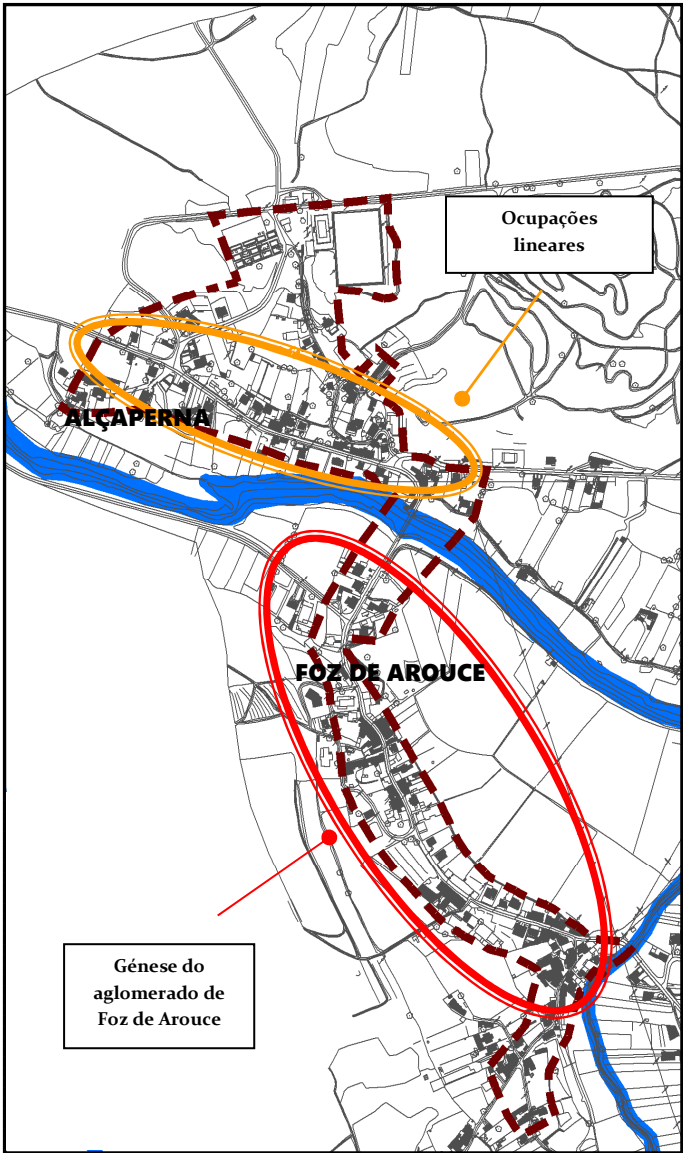 Ocupações
lineares
ALÇAPERNA
FOZ DE AROUCE
Génese do
aglomerado de
Foz de Arouce